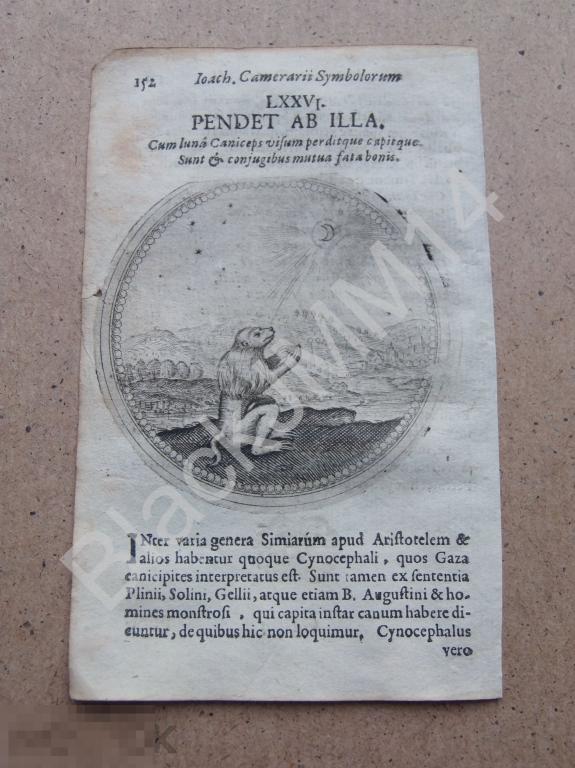 152 Ioach. Camerarii Symbolorum
LXXVI.
PENDET AB ILLA.
Cum lunâ Caniceps visum perditque capitque.
Sunt & conjugibus mutua fata bonis.
INter varia genera Simiarúm apud Aristotelem &
alios habentur quoque Cynocephali, quos Gaza
canicipites interpretatus est. Sunt tamen ex sententia
Plinii, Solini, Gellii, atque etiam B. Augustini & ho-
mines monstrosi, qui capita instar canum habere di-
cuntur, de quibus hic non loquimur, Cynocephalus
vero
BlackSMM14